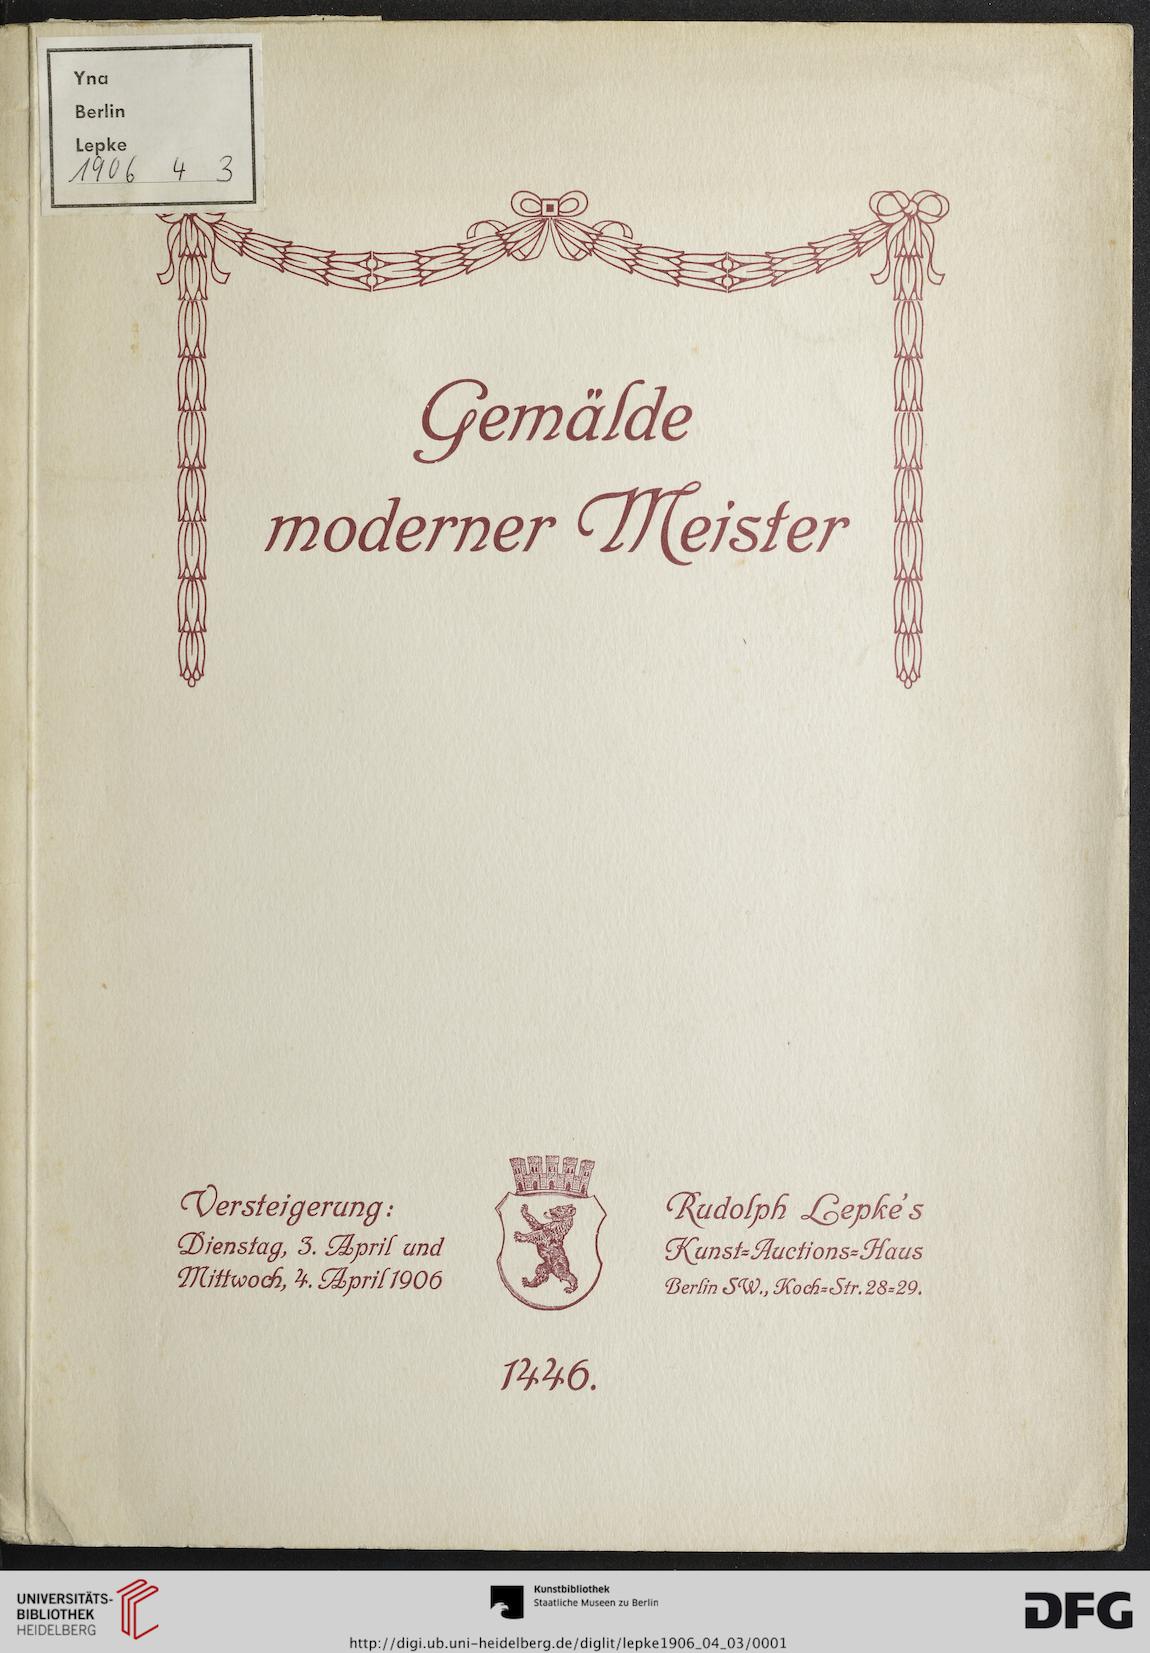 Yna
Berlin
Lepke
1906 4 3
Gemälde
moderner Meister
Versteigerung:
Dienstag, 3. April und
Mittwoch, 4. April 1906
Rudolph Lepke's
Kunst=Auctions=Haus
Berlin SW., Koch=Str. 28=29.
1446.
UNIVERSITÄTS-
BIBLIOTHEK
HEIDELBERG
Kunstbibliothek
Staatliche Museen zu Berlin
DFG
http://digi.ub.uni-heidelberg.de/diglit/lepke1906_04_03/0001